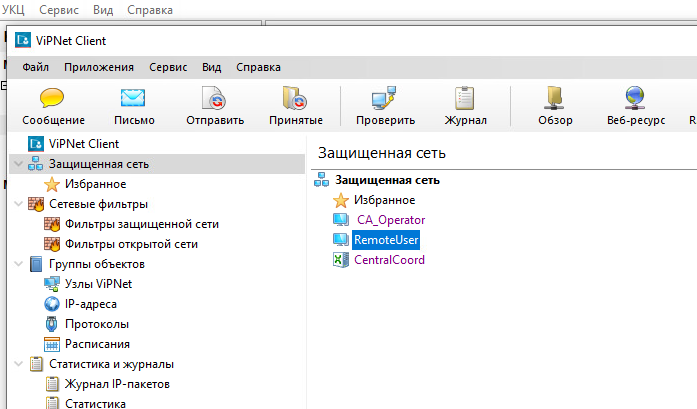 УКЦ Сервис Вид Справка
ViPNet Client
Файл Приложения Сервис Вид Справка
Сообщение Письмо Отправить Принятые Проверить Журнал Обзор Веб-ресурс
ViPNet Client
Защищенная сеть
Избранное
Сетевые фильтры
Фильтры защищенной сети
Фильтры открытой сети
Группы объектов
Узлы ViPNet
IP-адреса
Протоколы
Расписания
Статистика и журналы
Журнал IP-пакетов
Статистика
Защищенная сеть
Защищенная сеть
Избранное
CA_Operator
RemoteUser
CentralCoord